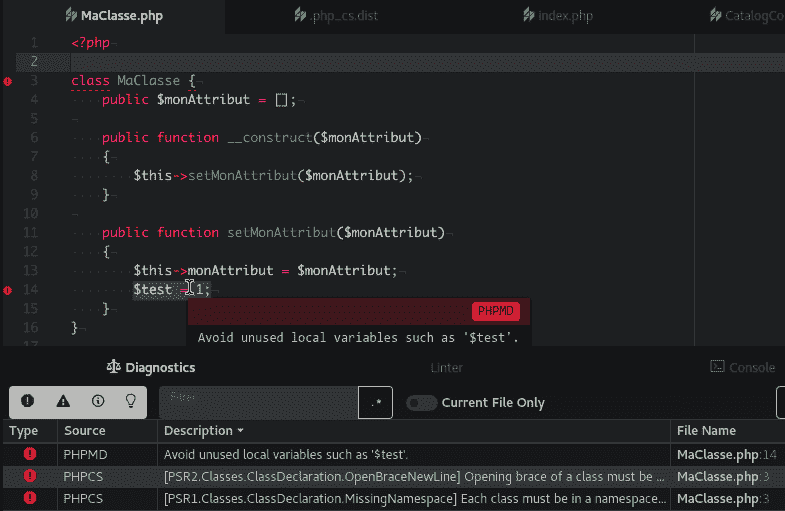 MaClasse.php .php_cs.dist index.php CatalogCo
1 <?php
2
3 class MaClasse {
4 public $monAttribut = [];
5
6 public function __construct($monAttribut)
7 {
8 $this->setMonAttribut($monAttribut);
9 }
10
11 public function setMonAttribut($monAttribut)
12 {
13 $this->monAttribut = $monAttribut;
14 $test = 1;
15 }
16 }
17
PHPMD
Avoid unused local variables such as '$test'.
Diagnostics Linter Console
Filter .* Current File Only
Type Source Description File Name
PHPMD Avoid unused local variables such as '$test'. MaClasse.php:14
PHPCS [PSR2.Classes.ClassDeclaration.OpenBraceNewLine] Opening brace of a class must be ... MaClasse.php:3
PHPCS [PSR1.Classes.ClassDeclaration.MissingNamespace] Each class must be in a namespace... MaClasse.php:3